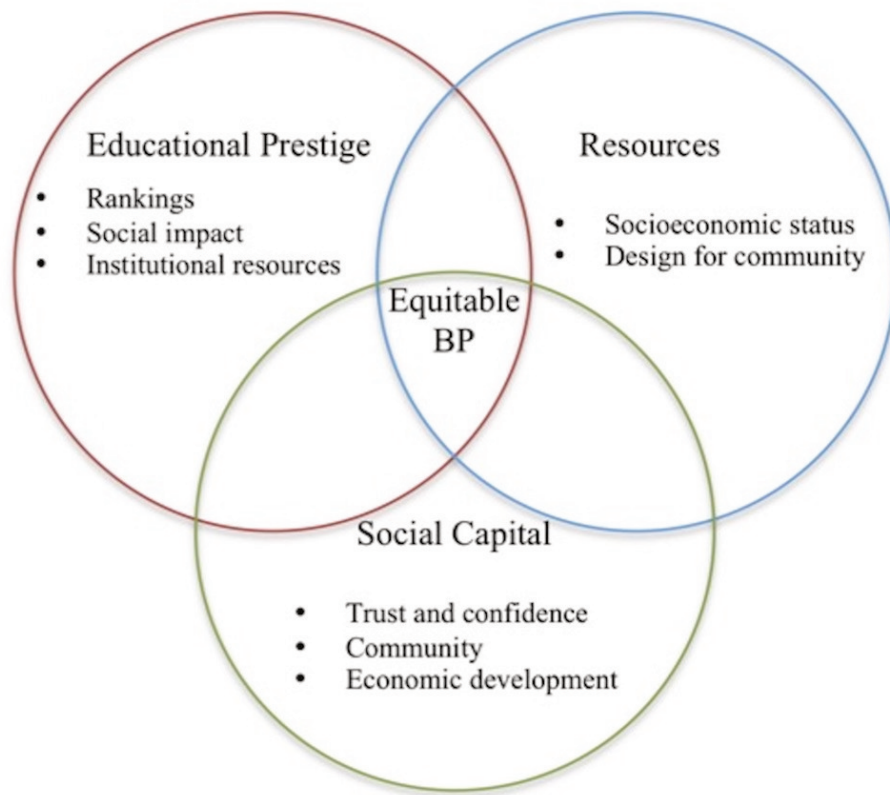 Educational Prestige
• Rankings
• Social impact
• Institutional resources
Resources
• Socioeconomic status
• Design for community
Equitable
BP
Social Capital
• Trust and confidence
• Community
• Economic development